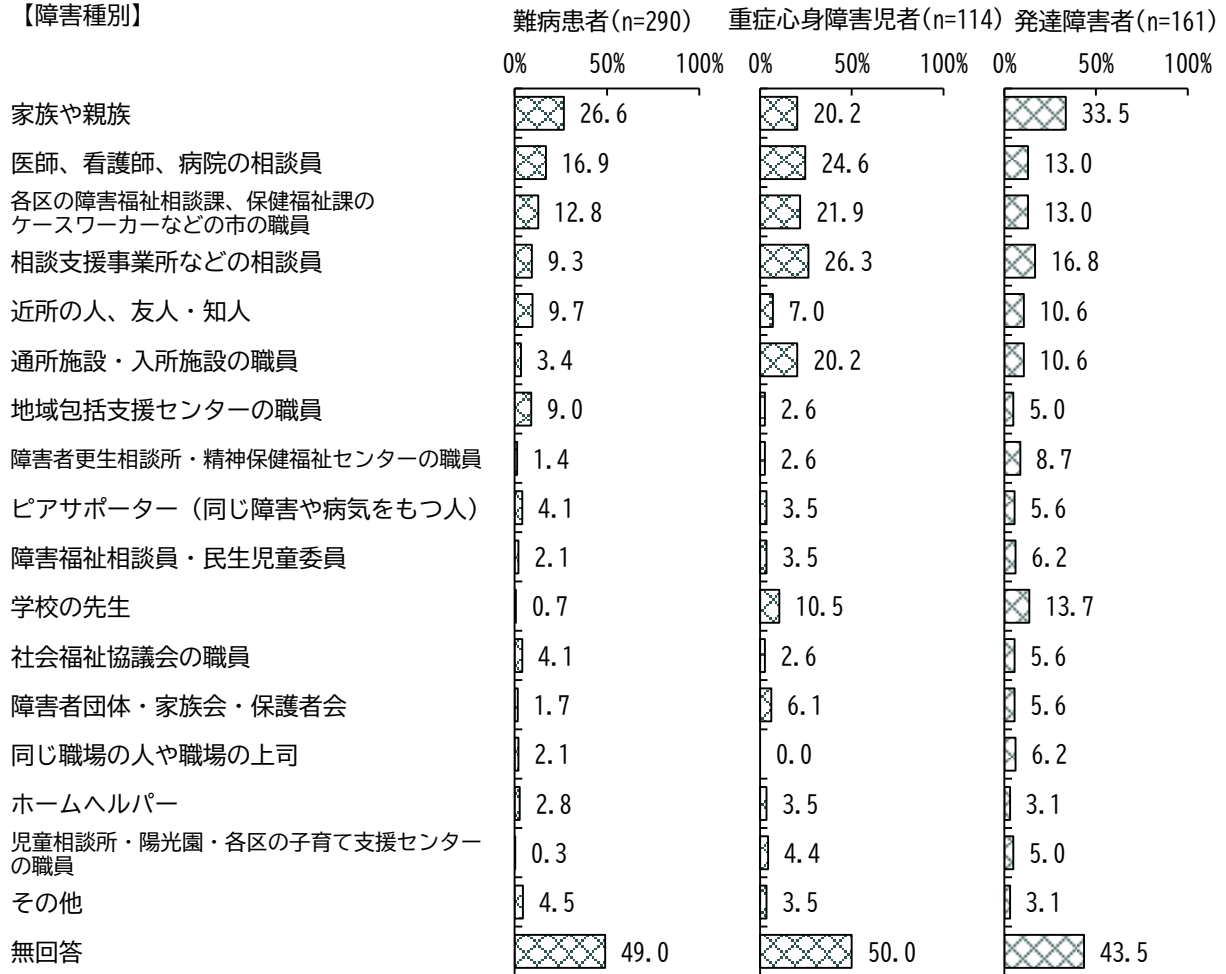 【障害種別】
難病患者(n=290) 重症心身障害児者(n=114) 発達障害者(n=161)
0% 50% 100% 0% 50% 100% 0% 50% 100%
家族や親族 26.6 20.2 33.5
医師、看護師、病院の相談員 16.9 24.6 13.0
各区の障害福祉相談課、保健福祉課の
ケースワーカーなどの市の職員 12.8 21.9 13.0
相談支援事業所などの相談員 9.3 26.3 16.8
近所の人、友人・知人 9.7 7.0 10.6
通所施設・入所施設の職員 3.4 20.2 10.6
地域包括支援センターの職員 9.0 2.6 5.0
障害者更生相談所・精神保健福祉センターの職員 1.4 2.6 8.7
ピアサポーター（同じ障害や病気をもつ人） 4.1 3.5 5.6
障害福祉相談員・民生児童委員 2.1 3.5 6.2
学校の先生 0.7 10.5 13.7
社会福祉協議会の職員 4.1 2.6 5.6
障害者団体・家族会・保護者会 1.7 6.1 5.6
同じ職場の人や職場の上司 2.1 0.0 6.2
ホームヘルパー 2.8 3.5 3.1
児童相談所・陽光園・各区の子育て支援センター
の職員 0.3 4.4 5.0
その他 4.5 3.5 3.1
無回答 49.0 50.0 43.5